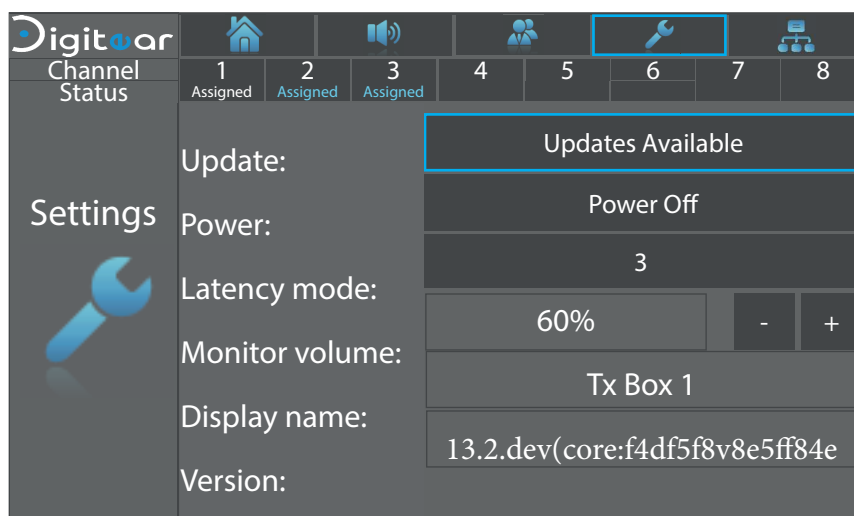 Digitear
Channel 1 2 3 4 5 6 7 8
Status Assigned Assigned Assigned
Settings
Update: Updates Available
Power: Power Off
Latency mode: 3
Monitor volume: 60% - +
Display name: Tx Box 1
Version: 13.2.dev(core:f4df5f8v8e5ff84e